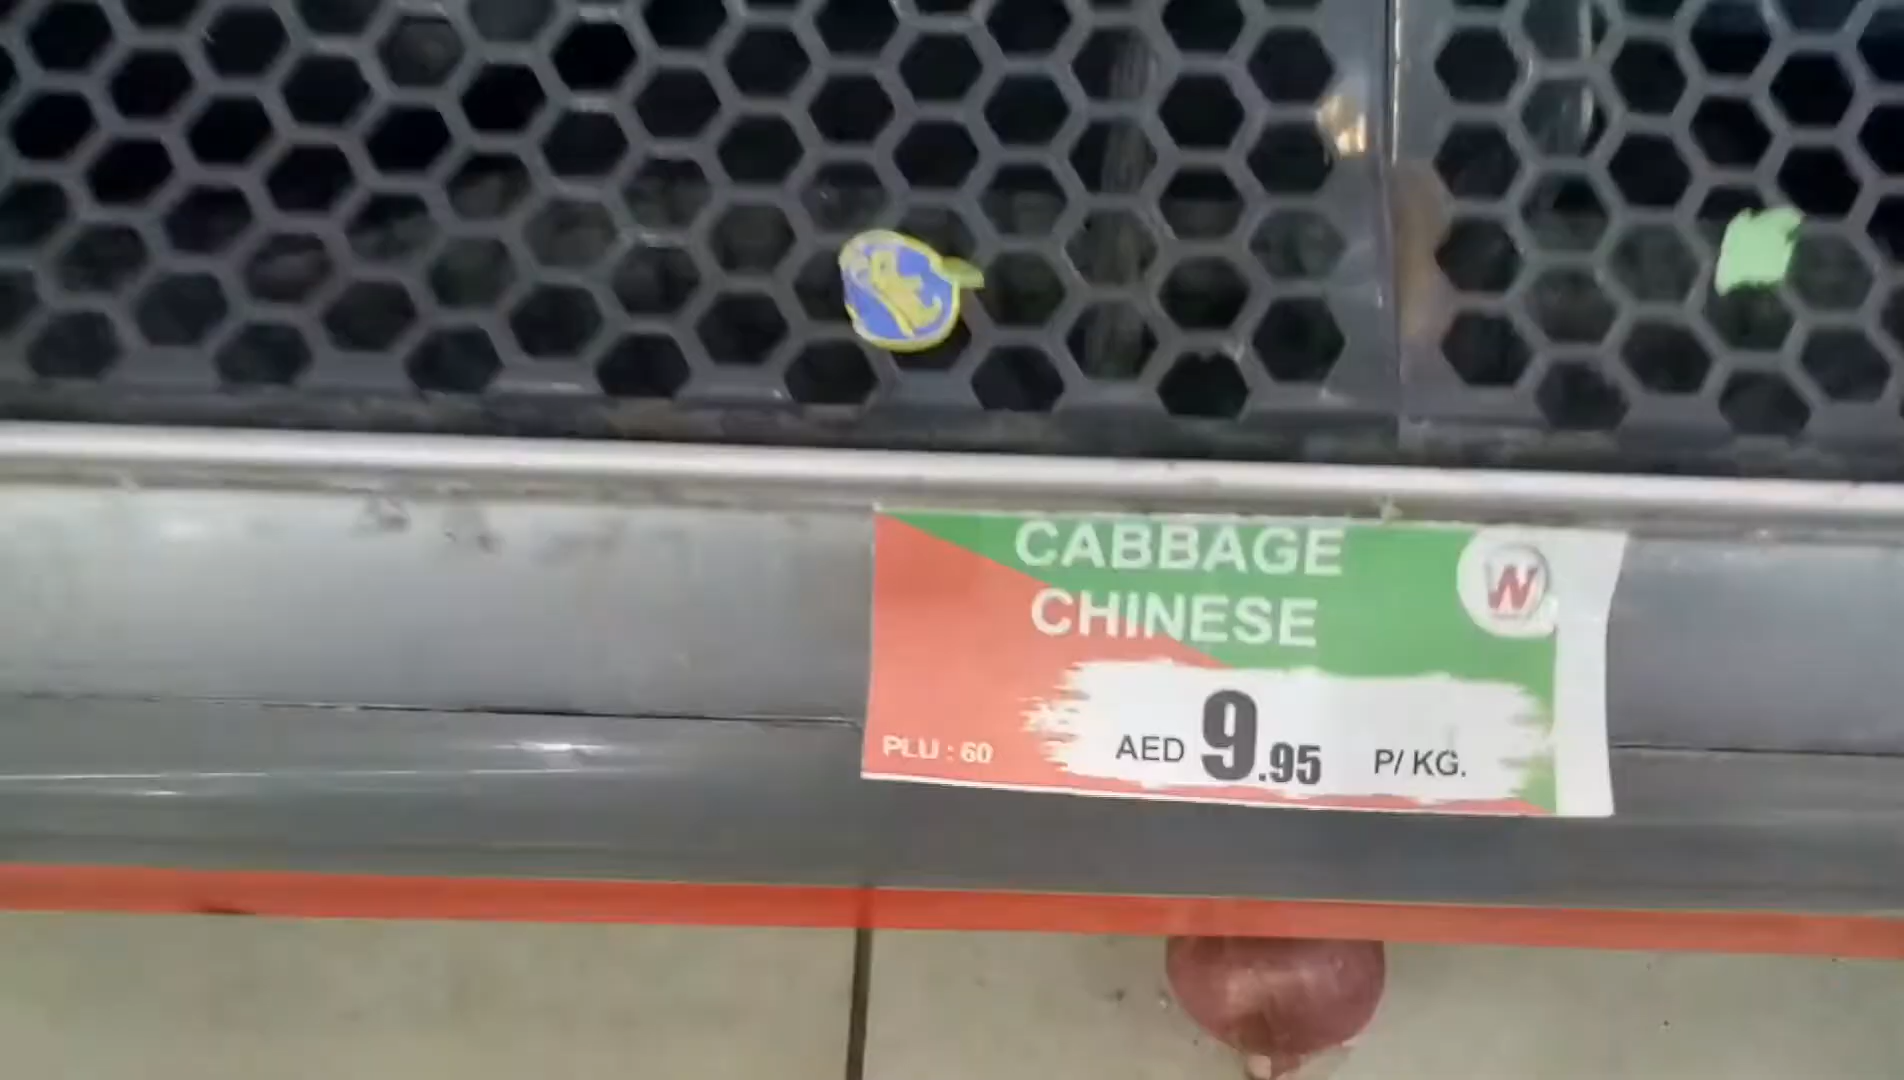 CABBAGE
CHINESE
W
PLU : 60
AED 9.95 P/ KG.